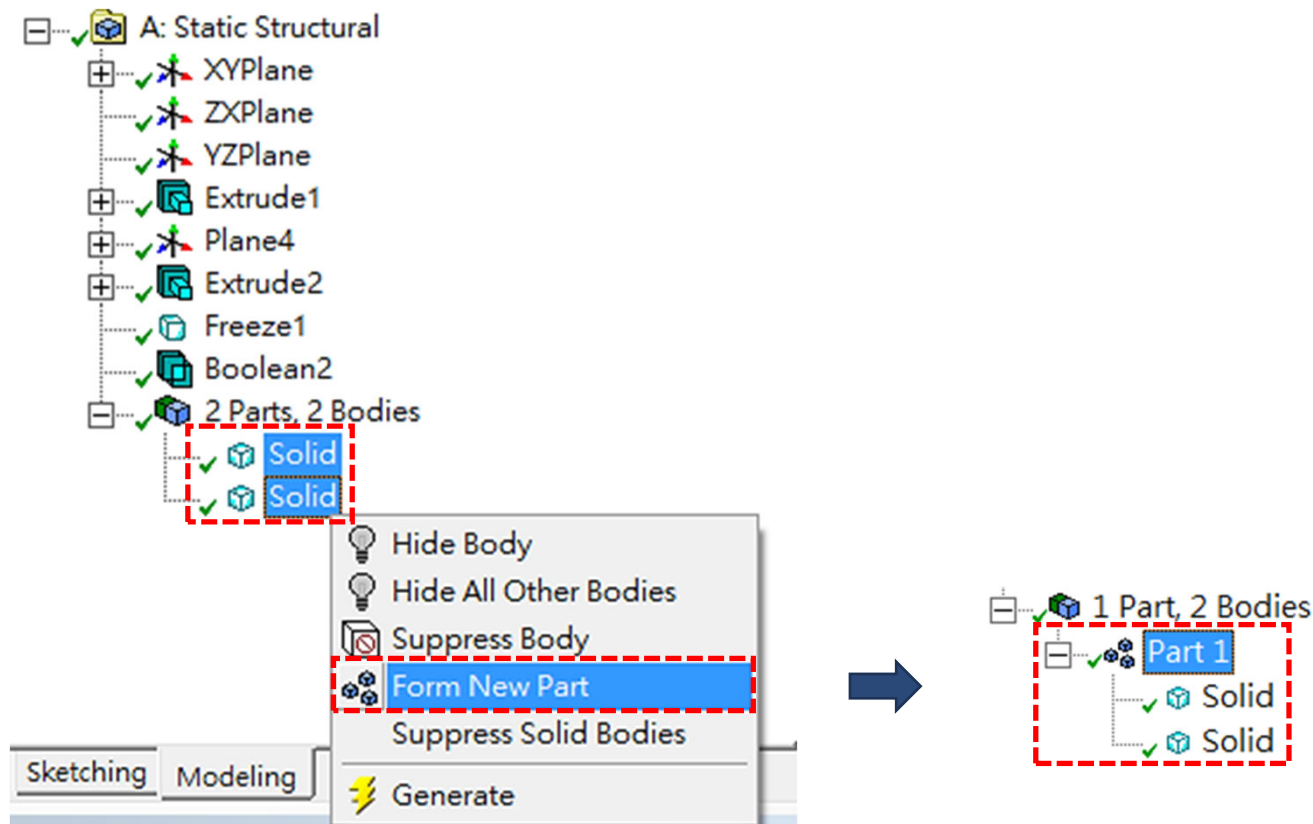 A: Static Structural
XYPlane
ZXPlane
YZPlane
Extrude1
Plane4
Extrude2
Freeze1
Boolean2
2 Parts, 2 Bodies
Solid
Solid
Hide Body
Hide All Other Bodies
Suppress Body
Form New Part
Suppress Solid Bodies
Generate
Sketching
Modeling
1 Part, 2 Bodies
Part 1
Solid
Solid